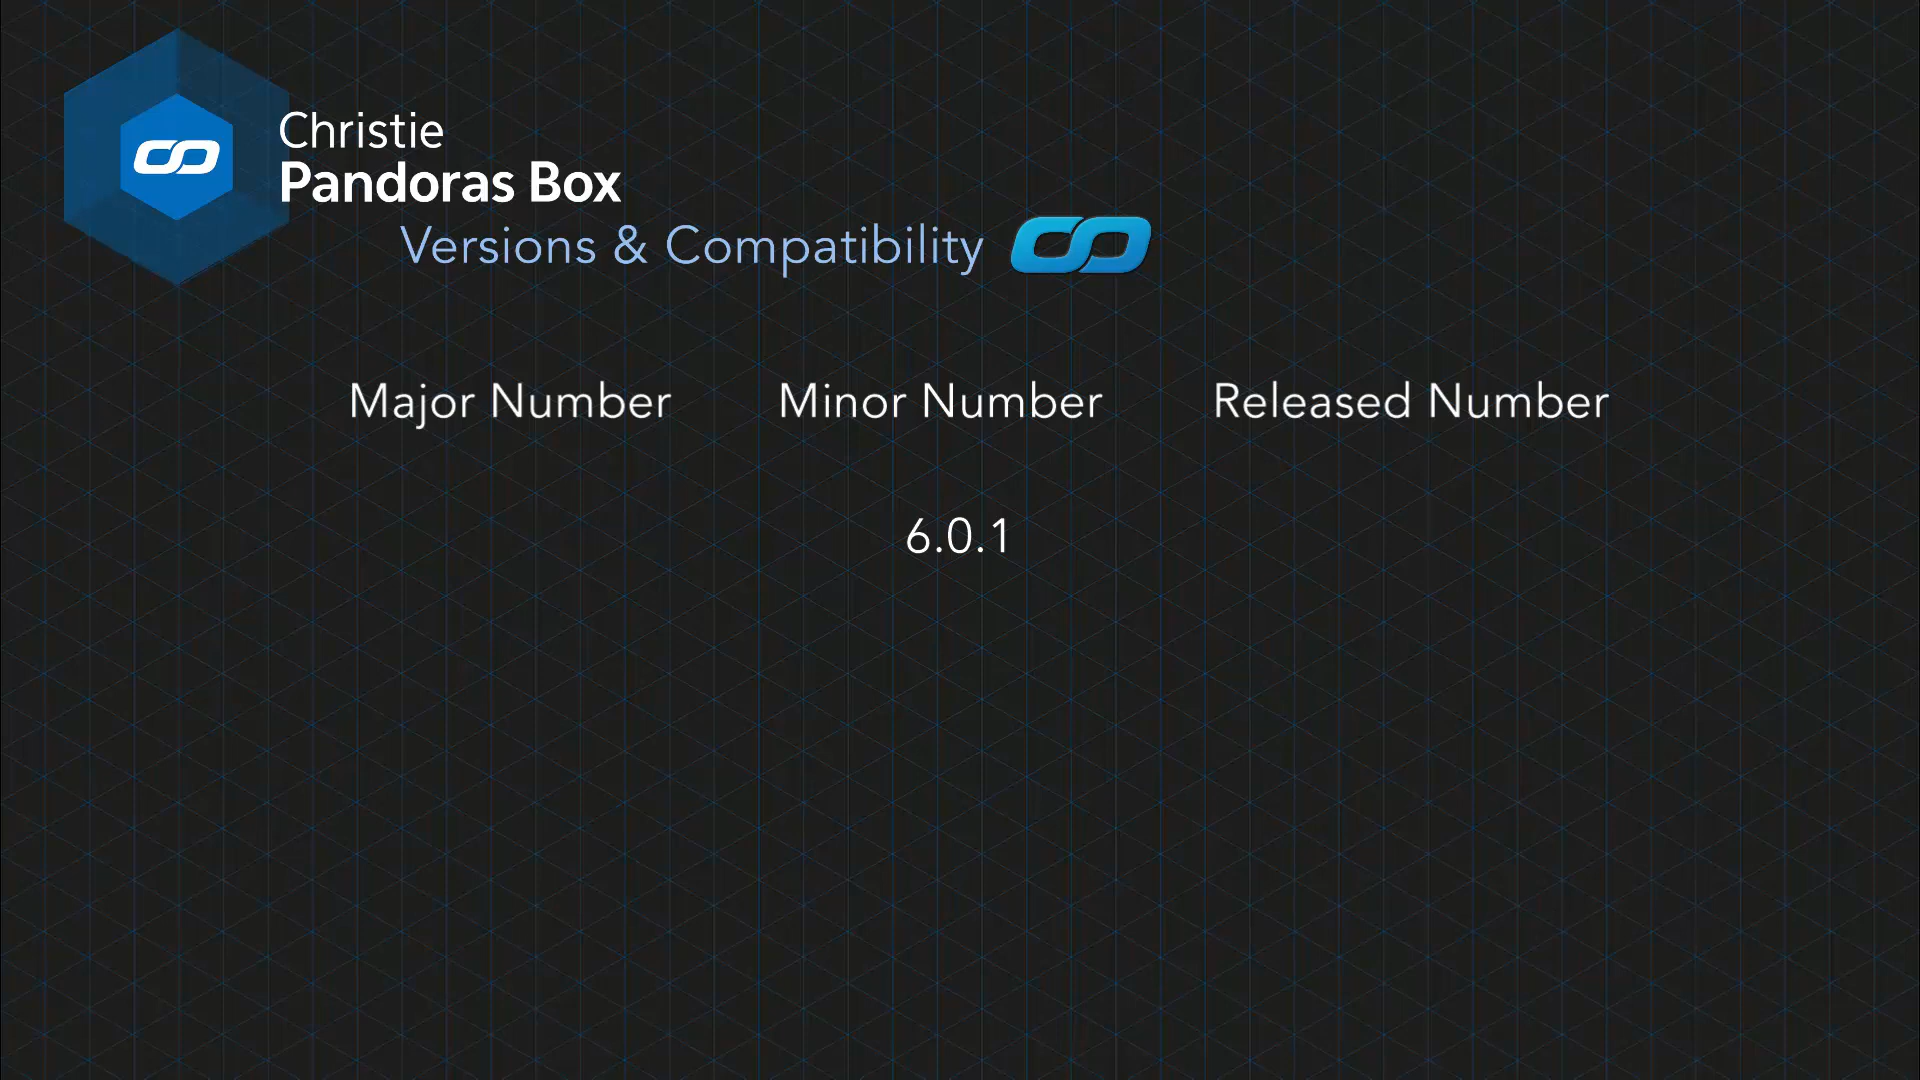 Christie
Pandoras Box
Versions & Compatibility
Major Number Minor Number Released Number
6.0.1